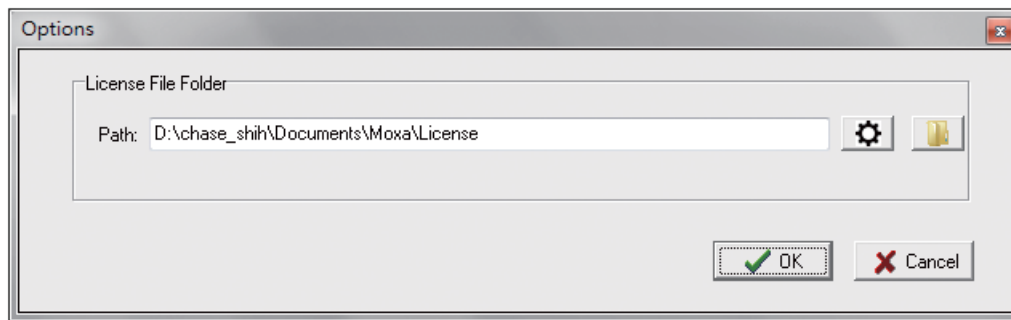 Options
License File Folder
Path: D:\chase_shih\Documents\Moxa\License
OK Cancel